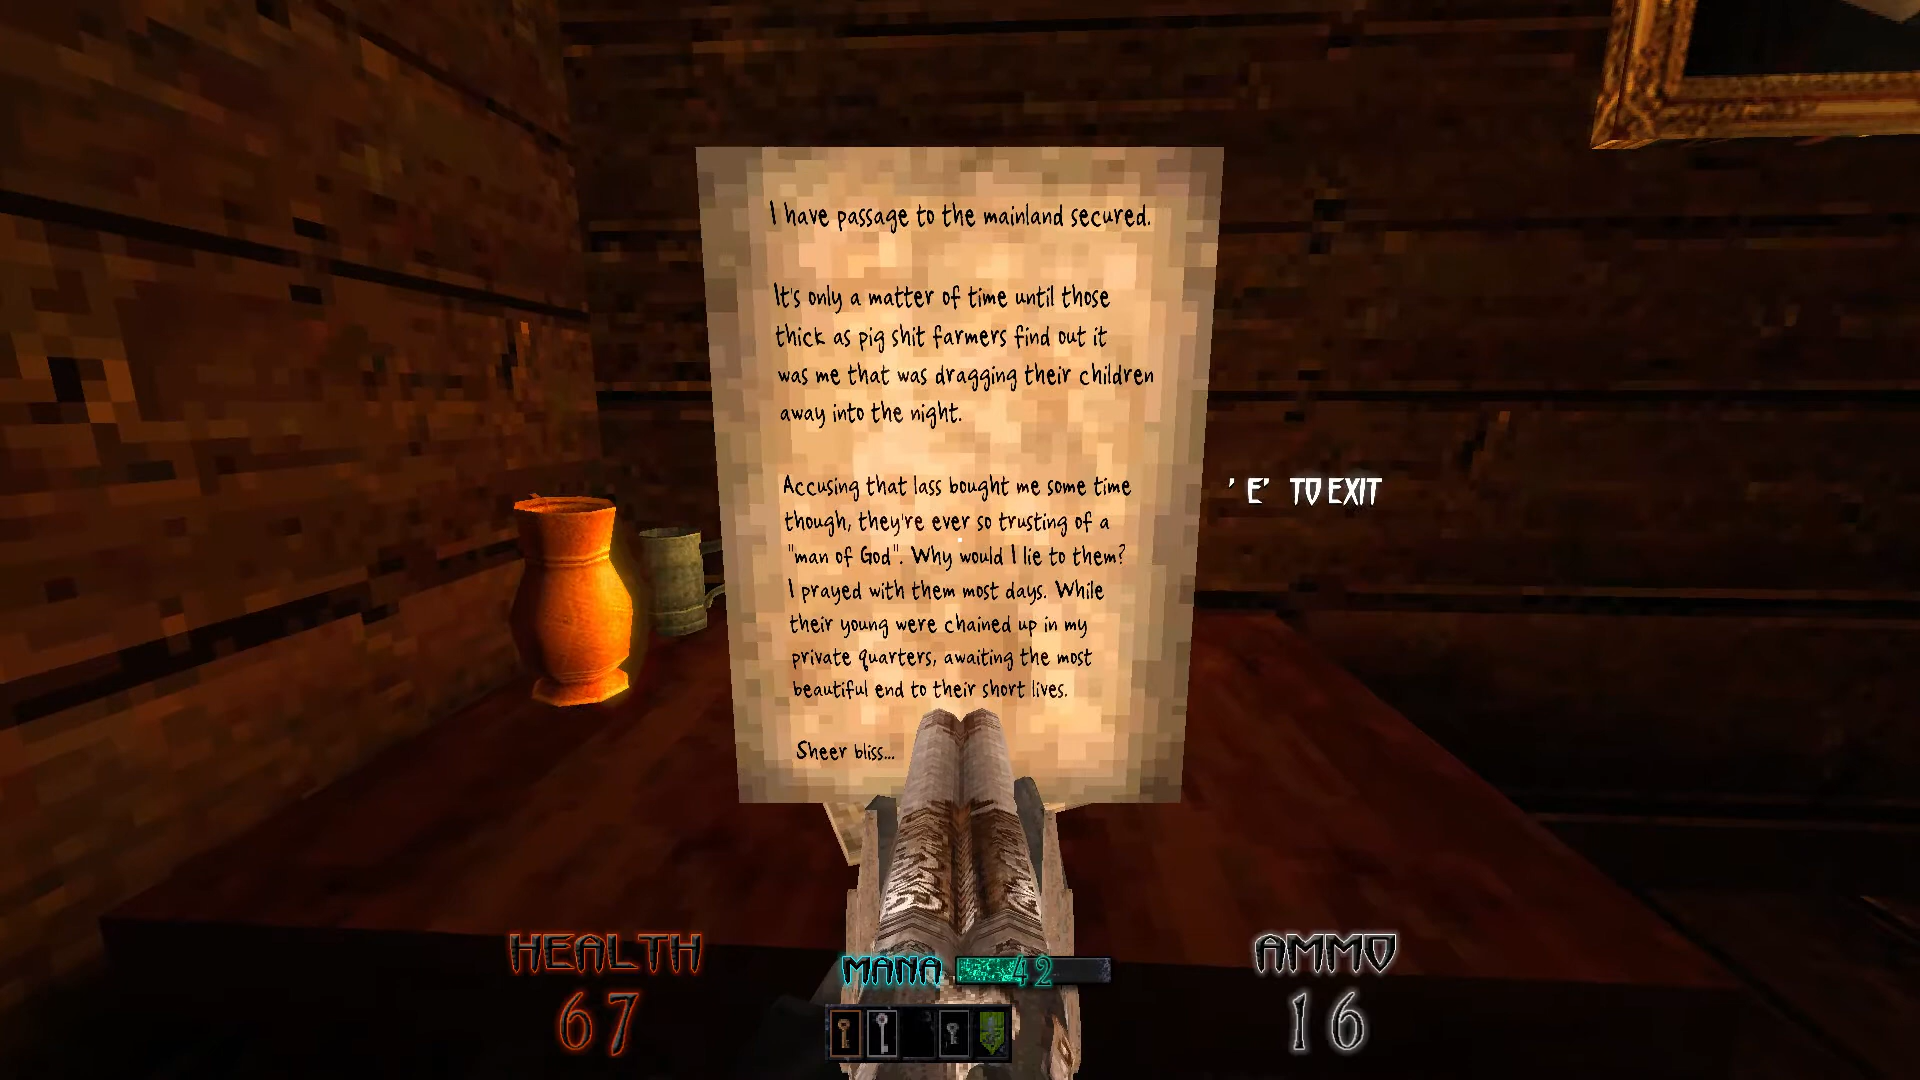 I have passage to the mainland secured.
It's only a matter of time until those
thick as pig shit farmers find out it
was me that was dragging their children
away into the night.
Accusing that lass bought me some time
though, they're ever so trusting of a
"man of God". Why would I lie to them?
I prayed with them most days. While
their young were chained up in my
private quarters, awaiting the most
beautiful end to their short lives.
Sheer bliss...
'E' TO EXIT
HEALTH
67
MANA 42
AMMO
16